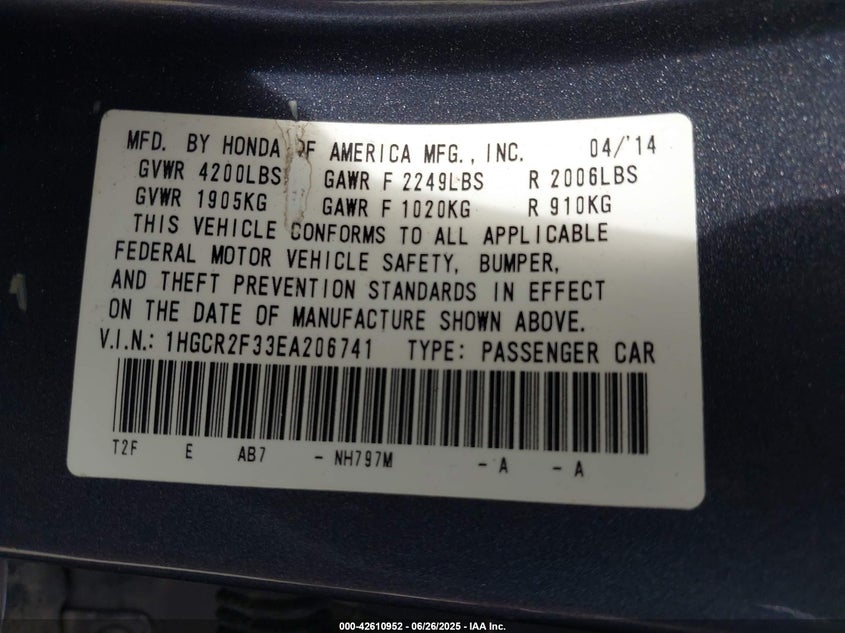 MFD. BY HONDA OF AMERICA MFG., INC. 04/'14
GVWR 4200LBS GAWR F 2249LBS R 2006LBS
GVWR 1905KG GAWR F 1020KG R 910KG
THIS VEHICLE CONFORMS TO ALL APPLICABLE
FEDERAL MOTOR VEHICLE SAFETY, BUMPER,
AND THEFT PREVENTION STANDARDS IN EFFECT
ON THE DATE OF MANUFACTURE SHOWN ABOVE.
V.I.N.: 1HGCR2F33EA206741 TYPE: PASSENGER CAR
T2F E AB7 - NH797M - A - A
000-42610952 - 06/26/2025 - IAA Inc.